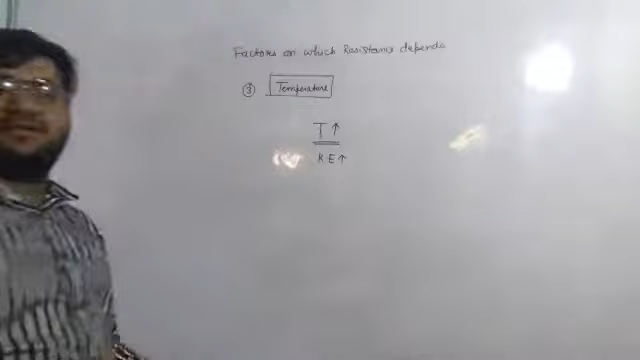 Factors on which Resistance depends
③ Temperature
T ↑
K E ↑